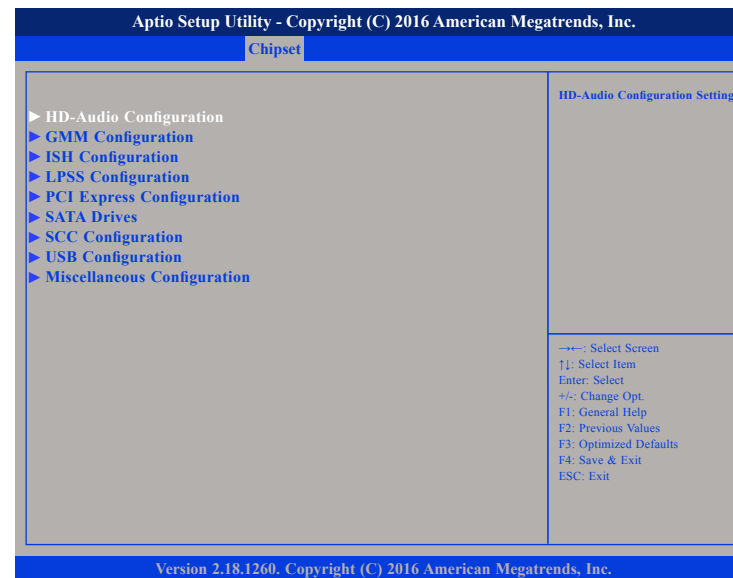 Aptio Setup Utility - Copyright (C) 2016 American Megatrends, Inc.
Chipset
▶ HD-Audio Configuration
▶ GMM Configuration
▶ ISH Configuration
▶ LPSS Configuration
▶ PCI Express Configuration
▶ SATA Drives
▶ SCC Configuration
▶ USB Configuration
▶ Miscellaneous Configuration
HD-Audio Configuration Setting
→←: Select Screen
↑↓: Select Item
Enter: Select
+/-: Change Opt.
F1: General Help
F2: Previous Values
F3: Optimized Defaults
F4: Save & Exit
ESC: Exit
Version 2.18.1260. Copyright (C) 2016 American Megatrends, Inc.